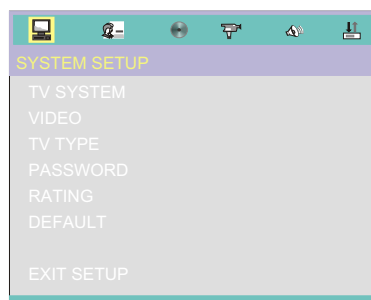 SYSTEM SETUP
TV SYSTEM
VIDEO
TV TYPE
PASSWORD
RATING
DEFAULT
EXIT SETUP